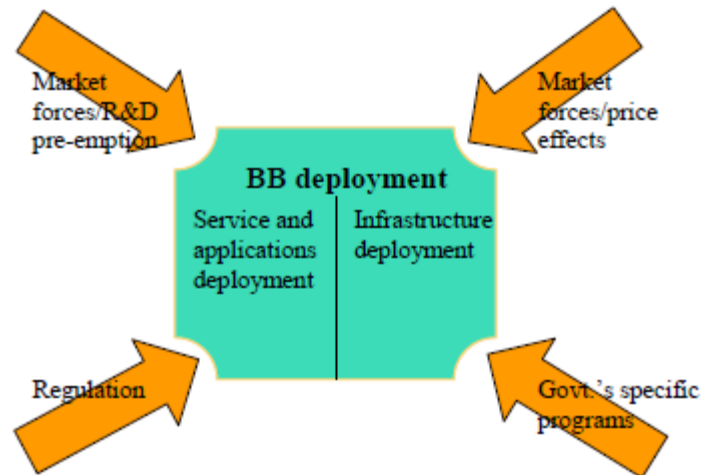 Market
forces/R&D
pre-emption
Market
forces/price
effects
BB deployment
Service and
applications
deployment
Infrastructure
deployment
Regulation
Govt.'s specific
programs